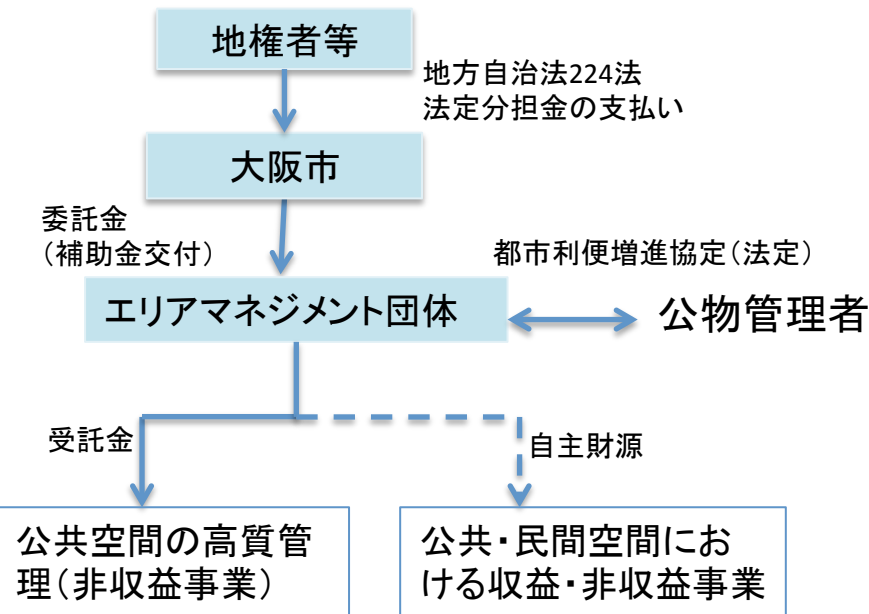 地権者等
地方自治法224法
法定分担金の支払い
大阪市
委託金
（補助金交付）
都市利便増進協定（法定）
エリアマネジメント団体
公物管理者
受託金
自主財源
公共空間の高質管
理（非収益事業）
公共・民間空間にお
ける収益・非収益事業